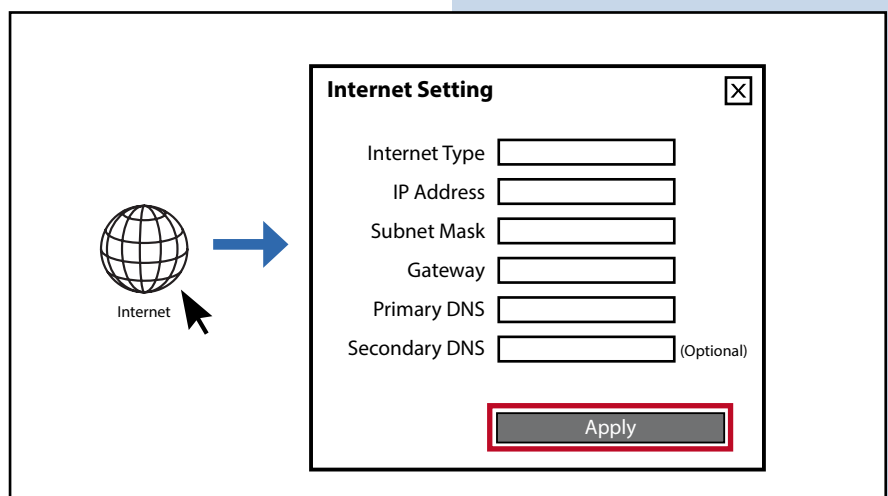 Internet Setting
Internet Type
IP Address
Subnet Mask
Gateway
Primary DNS
Secondary DNS (Optional)
Internet
Apply